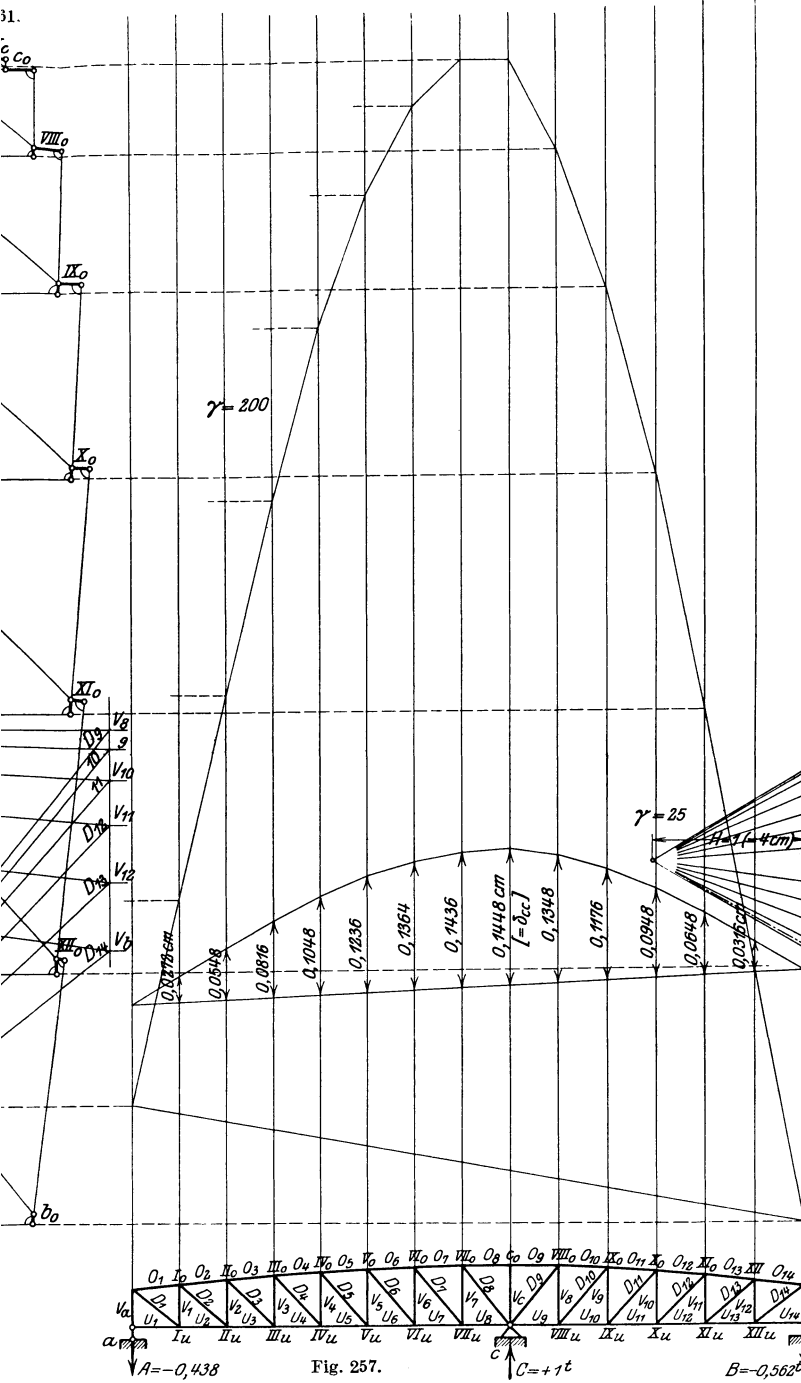 31.
c c₀
VIII₀
IX₀
γ = 200
X₀
XI₀
V₈
D₉ 9
10 V₁₀
11
V₁₁
D₁₂
V₁₂
D₁₃
V_b
D₁₄
XII₀
γ = 25
H=1 (=4cm)
0,0278cm
0,0548
0,0816
0,1048
0,1236
0,1364
0,1436
0,1448 cm
[=δ_cc]
0,1348
0,1176
0,0948
0,0648
0,0316cm
b₀
O₁ I₀ O₂ II₀ O₃ III₀ O₄ IV₀ O₅ V₀ O₆ VI₀ O₇ VII₀ O₈ c₀ O₉ VIII₀ O₁₀ IX₀ O₁₁ X₀ O₁₂ XI₀ O₁₃ XII O₁₄
V_a D₁ V₁ D₂ V₂ D₃ V₃ D₄ V₄ D₅ V₅ D₆ V₆ D₇ V₇ D₈ V_c D₉ V₈ D₁₀ V₉ D₁₁ V₁₀ D₁₂ V₁₁ D₁₃ V₁₂ D₁₄
U₁ U₂ U₃ U₄ U₅ U₆ U₇ U₈ U₉ U₁₀ U₁₁ U₁₂ U₁₃ U₁₄
a I_u II_u III_u IV_u V_u VI_u VII_u c VIII_u IX_u X_u XI_u XII_u
A=−0,438 Fig. 257. C=+1ᵗ B=−0,562ᵗ